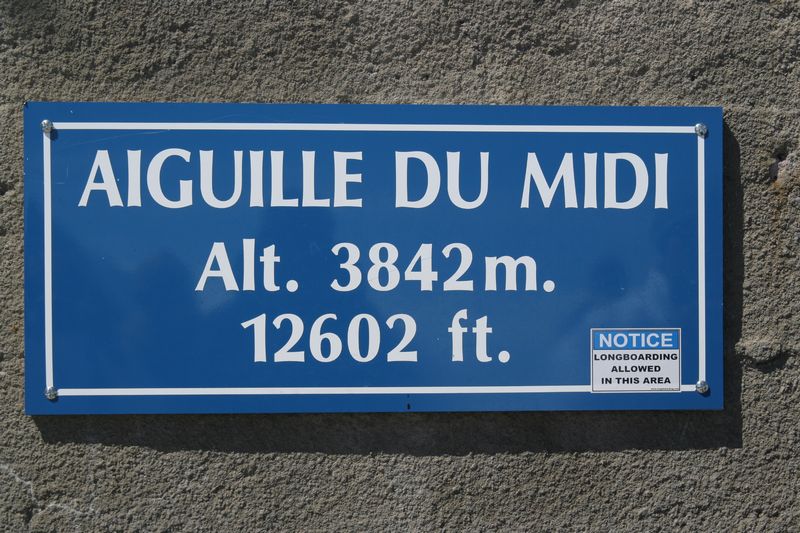 AIGUILLE DU MIDI
Alt. 3842m.
12602 ft.
NOTICE
LONGBOARDING
ALLOWED
IN THIS AREA